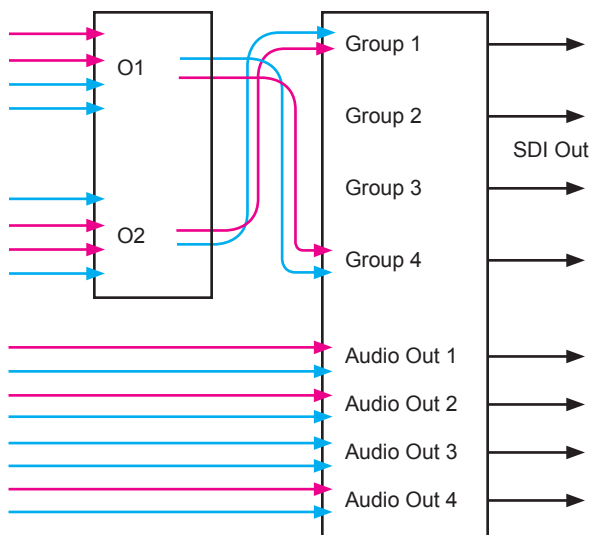 O1
O2
Group 1
Group 2
Group 3
Group 4
SDI Out
Audio Out 1
Audio Out 2
Audio Out 3
Audio Out 4